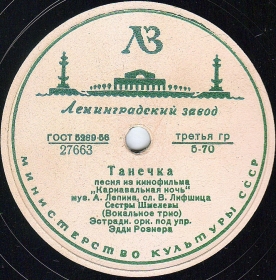 ЛЗ
Ленинградский завод
ГОСТ 5289-56
третья гр
27663
5-70
Танечка
песня из кинофильма
„Карнавальная ночь"
муз. А. Лепина, сл. В. Лифшица
Сестры Шмелевы
(Вокальное трио)
Эстрадн. орк. под упр.
Эдди Рознера
МИНИСТЕРСТВО КУЛЬТУРЫ СССР